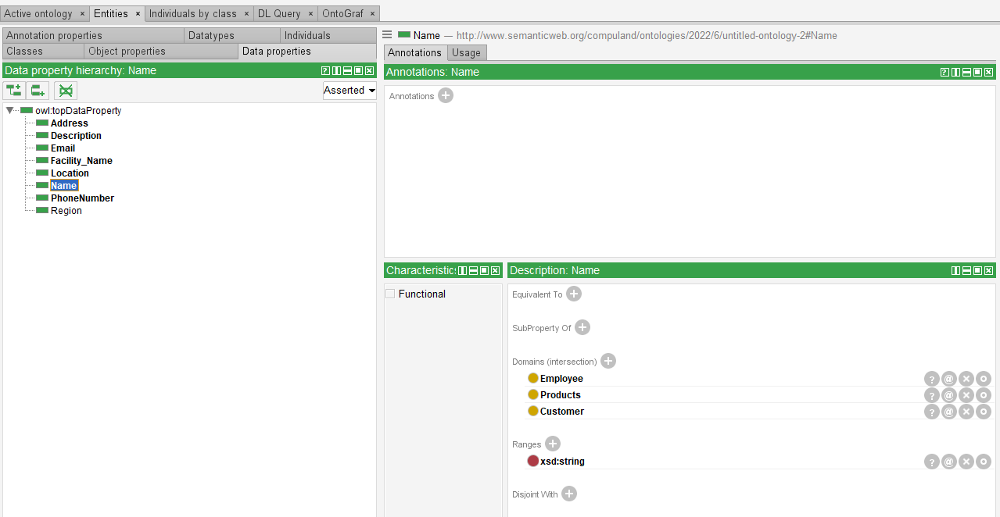 Active ontology × Entities × Individuals by class × DL Query × OntoGraf ×
Annotation properties Datatypes Individuals
Classes Object properties Data properties
Data property hierarchy: Name
Asserted
owl:topDataProperty
Address
Description
Email
Facility_Name
Location
Name
PhoneNumber
Region
Name — http://www.semanticweb.org/compuland/ontologies/2022/6/untitled-ontology-2#Name
Annotations Usage
Annotations: Name
Annotations
Characteristics
Functional
Description: Name
Equivalent To
SubProperty Of
Domains (intersection)
Employee
Products
Customer
Ranges
xsd:string
Disjoint With